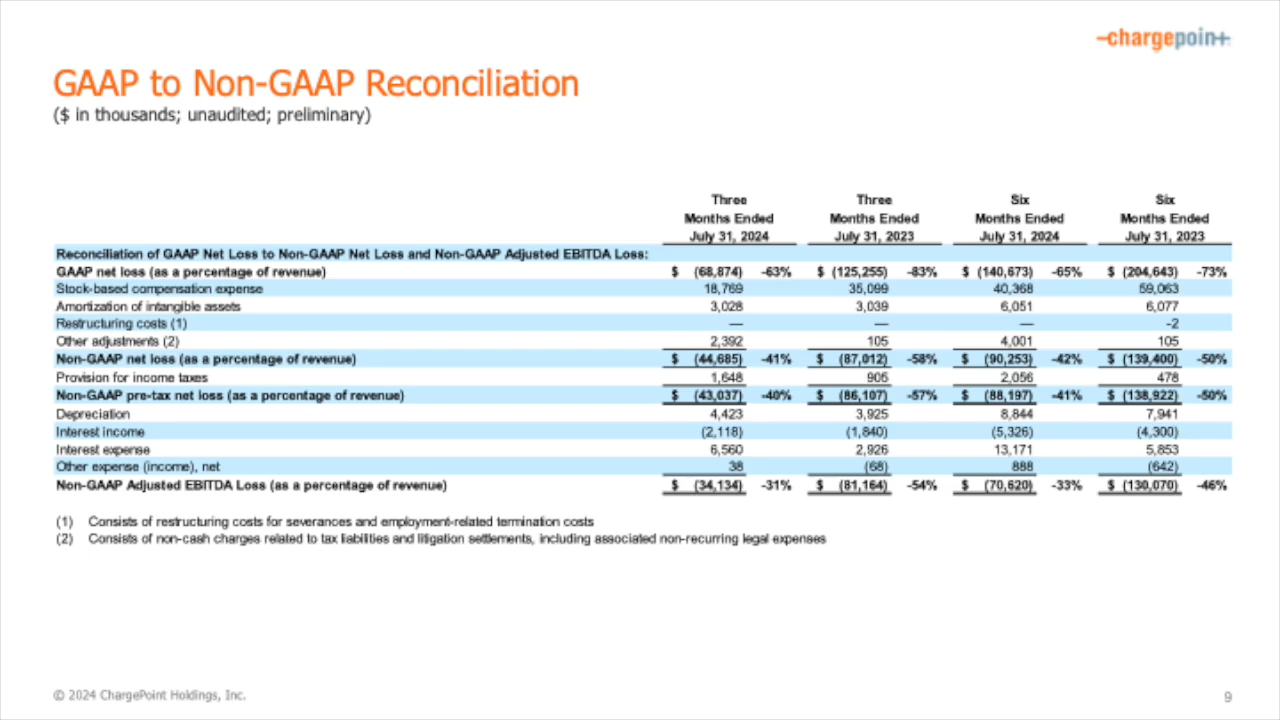 -chargepoin+
GAAP to Non-GAAP Reconciliation
($ in thousands; unaudited; preliminary)
Three Three Six Six
Months Ended Months Ended Months Ended Months Ended
July 31, 2024 July 31, 2023 July 31, 2024 July 31, 2023
Reconciliation of GAAP Net Loss to Non-GAAP Net Loss and Non-GAAP Adjusted EBITDA Loss:
GAAP net loss (as a percentage of revenue) $ (68,874) -63% $ (125,255) -83% $ (140,673) -65% $ (204,643) -73%
Stock-based compensation expense 18,769 35,099 40,368 59,063
Amortization of intangible assets 3,028 3,039 6,051 6,077
Restructuring costs (1) — — — -2
Other adjustments (2) 2,392 105 4,001 105
Non-GAAP net loss (as a percentage of revenue) $ (44,685) -41% $ (87,012) -58% $ (90,253) -42% $ (139,400) -50%
Provision for income taxes 1,648 905 2,056 478
Non-GAAP pre-tax net loss (as a percentage of revenue) $ (43,037) -40% $ (86,107) -57% $ (88,197) -41% $ (138,922) -50%
Depreciation 4,423 3,925 8,844 7,941
Interest income (2,118) (1,840) (5,326) (4,300)
Interest expense 6,560 2,926 13,171 5,853
Other expense (income), net 38 (68) 888 (642)
Non-GAAP Adjusted EBITDA Loss (as a percentage of revenue) $ (34,134) -31% $ (81,164) -54% $ (70,620) -33% $ (130,070) -46%
(1) Consists of restructuring costs for severances and employment-related termination costs
(2) Consists of non-cash charges related to tax liabilities and litigation settlements, including associated non-recurring legal expenses
© 2024 ChargePoint Holdings, Inc.
9